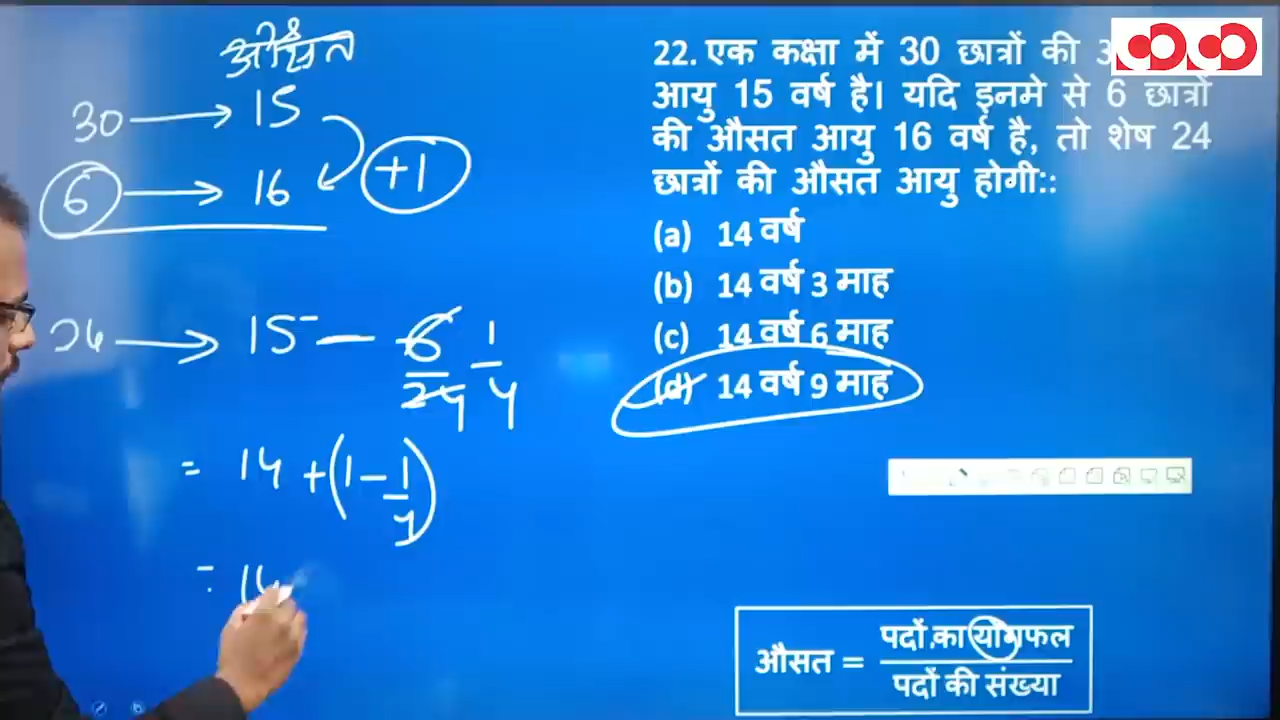 औसत
30 → 15
6 → 16
+1
24 → 15 - 6/24 1/4
= 14 + (1 - 1/4)
= 14
22. एक कक्षा में 30 छात्रों की
आयु 15 वर्ष है। यदि इनमे से 6 छात्रों
की औसत आयु 16 वर्ष है, तो शेष 24
छात्रों की औसत आयु होगी::
(a) 14 वर्ष
(b) 14 वर्ष 3 माह
(c) 14 वर्ष 6 माह
(d) 14 वर्ष 9 माह
औसत = पदों का योगफल
पदों की संख्या